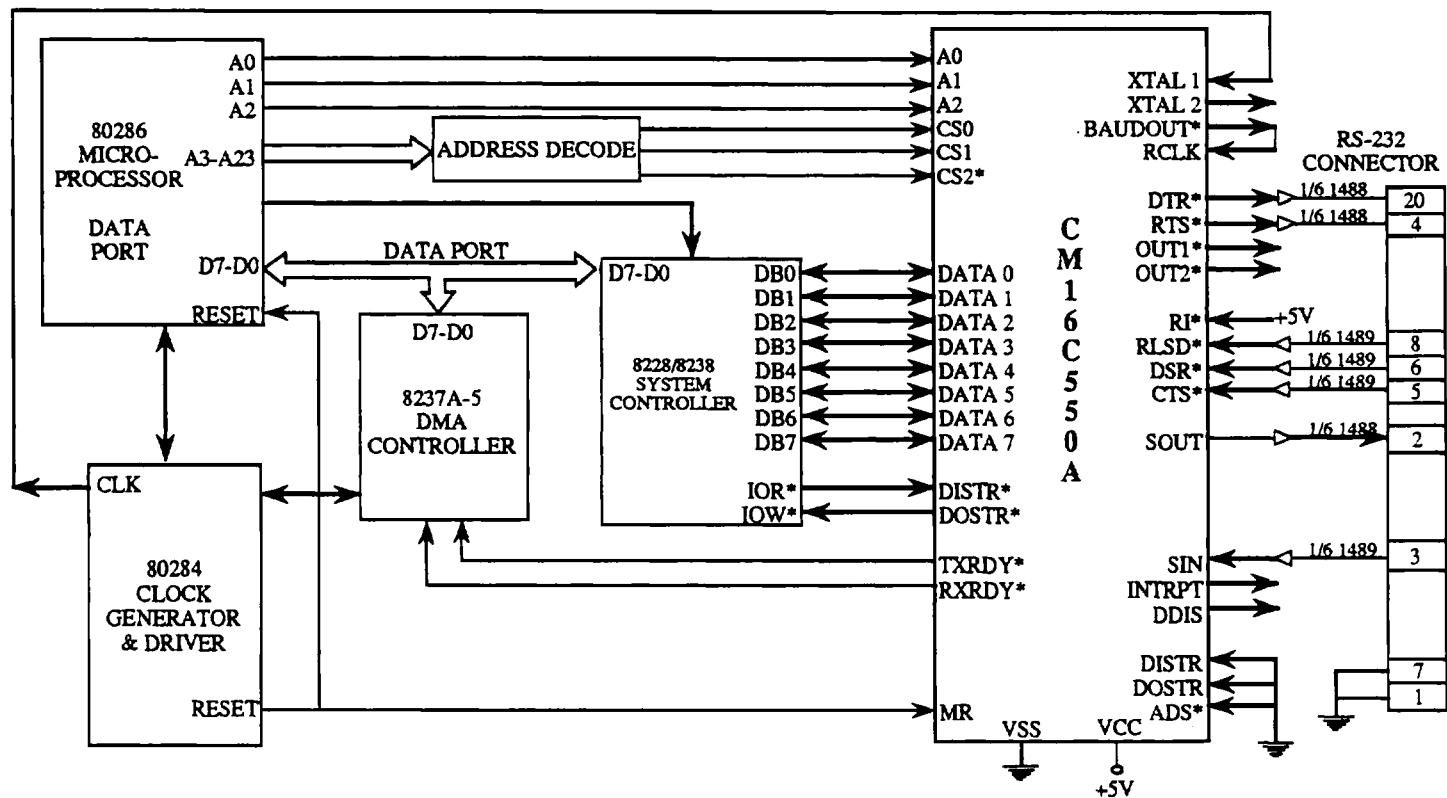 80286
MICRO-
PROCESSOR
DATA
PORT
A0
A1
A2
A3-A23
D7-D0
RESET
ADDRESS DECODE
DATA PORT
D7-D0
8237A-5
DMA
CONTROLLER
D7-D0
8228/8238
SYSTEM
CONTROLLER
DB0
DB1
DB2
DB3
DB4
DB5
DB6
DB7
IOR*
IOW*
CLK
80284
CLOCK
GENERATOR
& DRIVER
RESET
A0
A1
A2
CS0
CS1
CS2*
DATA 0
DATA 1
DATA 2
DATA 3
DATA 4
DATA 5
DATA 6
DATA 7
DISTR*
DOSTR*
TXRDY*
RXRDY*
MR
VSS
VCC
+5V
C
M
1
6
C
5
5
0
A
XTAL 1
XTAL 2
BAUDOUT*
RCLK
DTR*
RTS*
OUT1*
OUT2*
RI*
RLSD*
DSR*
CTS*
SOUT
SIN
INTRPT
DDIS
DISTR
DOSTR
ADS*
RS-232
CONNECTOR
1/6 1488
20
1/6 1488
4
+5V
1/6 1489
8
1/6 1489
6
1/6 1489
5
1/6 1488
2
1/6 1489
3
7
1